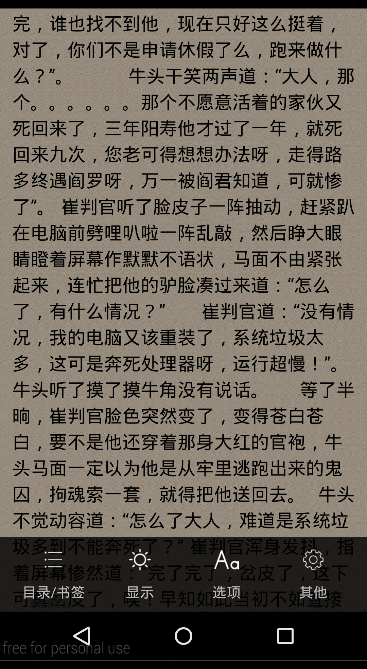 完，谁也找不到他，现在只好这么挺着，
对了，你们不是申请休假了么，跑来做什
么？”。 牛头干笑两声道：“大人，那
个。。。。。。那个不愿意活着的家伙又
死回来了，三年阳寿他才过了一年，就死
回来九次，您老可得想想办法呀，走得路
多终遇阎罗呀，万一被阎君知道，可就惨
了”。 崔判官听了脸皮子一阵抽动，赶紧趴
在电脑前劈哩叭啦一阵乱敲，然后睁大眼
睛瞪着屏幕作默默不语状，马面不由紧张
起来，连忙把他的驴脸凑过来道：“怎么
了，有什么情况？” 崔判官道：“没有情
况，我的电脑又该重装了，系统垃圾太
多，这可是奔死处理器呀，运行超慢！”。
牛头听了摸了摸牛角没有说话。 等了半
晌，崔判官脸色突然变了，变得苍白苍
白，要不是他还穿着那身大红的官袍，牛
头马面一定以为他是从牢里逃跑出来的鬼
囚，拘魂索一套，就得把他送回去。 牛头
不觉动容道：“怎么了大人，难道是系统垃
圾多到不能奔死了？” 崔判官浑身发抖，指
着屏幕惨然道：“完了完了，岔皮了，这下
目录/书签
显示
选项
其他
free for personal use